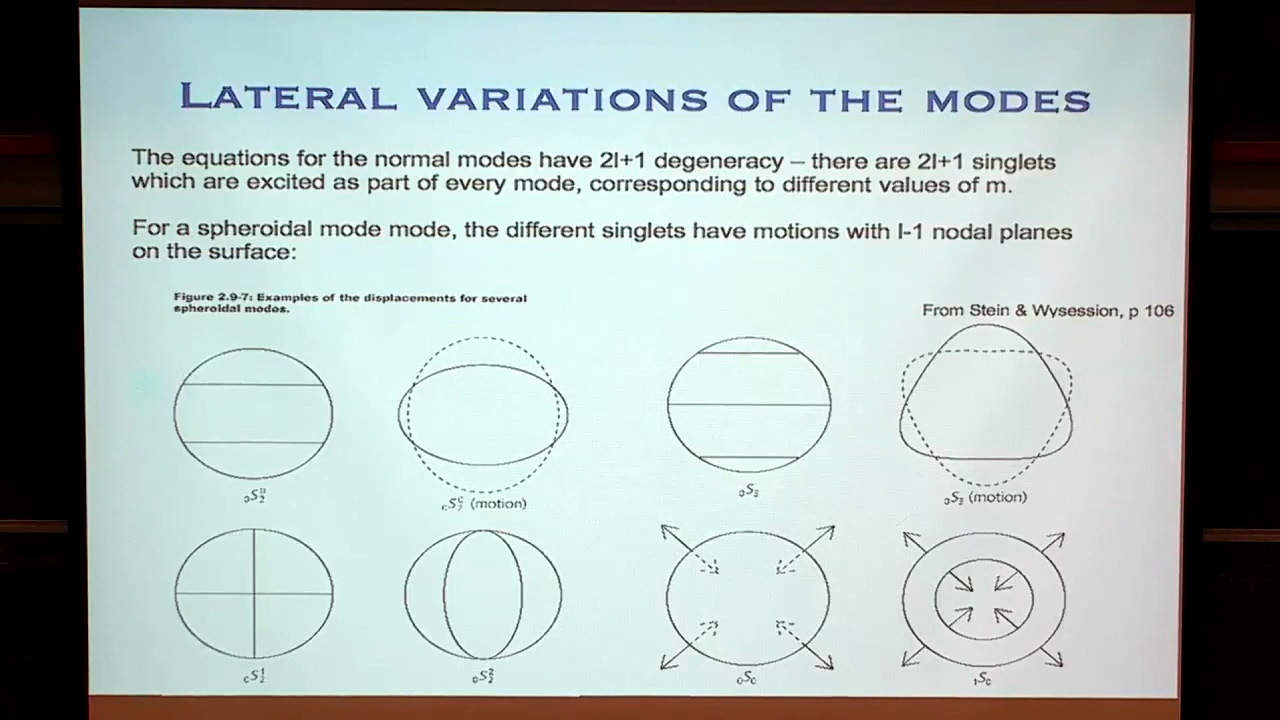 LATERAL VARIATIONS OF THE MODES
The equations for the normal modes have 2l+1 degeneracy – there are 2l+1 singlets
which are excited as part of every mode, corresponding to different values of m.
For a spheroidal mode mode, the different singlets have motions with l-1 nodal planes
on the surface:
Figure 2.9-7: Examples of the displacements for several
spheroidal modes.
From Stein & Wysession, p 106
(motion)
(motion)